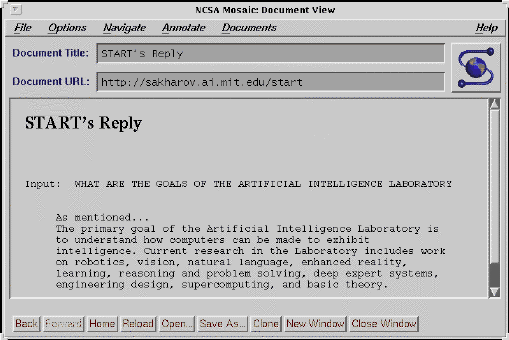 NCSA Mosaic: Document View
File Options Navigate Annotate Documents Help
Document Title: START's Reply
Document URL: http://sakharov.ai.mit.edu/start
START's Reply
Input: WHAT ARE THE GOALS OF THE ARTIFICIAL INTELLIGENCE LABORATORY
As mentioned...
The primary goal of the Artificial Intelligence Laboratory is
to understand how computers can be made to exhibit
intelligence. Current research in the Laboratory includes work
on robotics, vision, natural language, enhanced reality,
learning, reasoning and problem solving, deep expert systems,
engineering design, supercomputing, and basic theory.
Back Forward Home Reload Open... Save As... Clone New Window Close Window